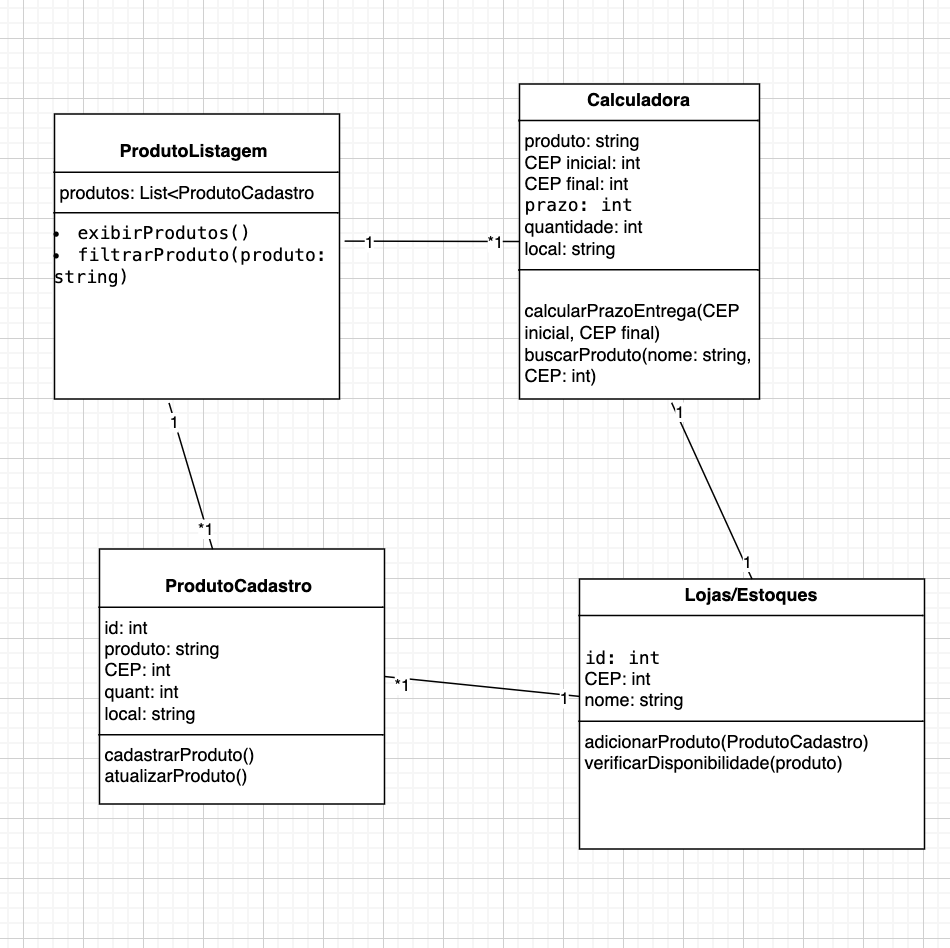 ProdutoListagem
produtos: List<ProdutoCadastro
• exibirProdutos()
• filtrarProduto(produto:
string)
Calculadora
produto: string
CEP inicial: int
CEP final: int
prazo: int
quantidade: int
local: string
calcularPrazoEntrega(CEP
inicial, CEP final)
buscarProduto(nome: string,
CEP: int)
1
*1
1
*1
1
1
ProdutoCadastro
id: int
produto: string
CEP: int
quant: int
local: string
cadastrarProduto()
atualizarProduto()
*1
1
Lojas/Estoques
id: int
CEP: int
nome: string
adicionarProduto(ProdutoCadastro)
verificarDisponibilidade(produto)